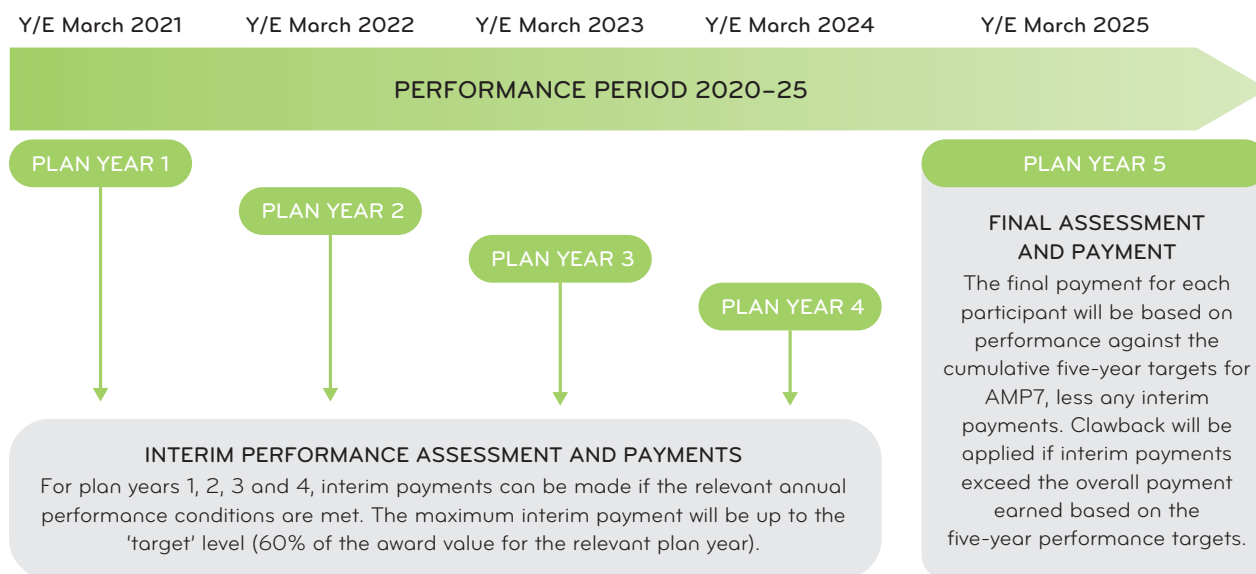 Y/E March 2021
Y/E March 2022
Y/E March 2023
Y/E March 2024
Y/E March 2025
PERFORMANCE PERIOD 2020–25
PLAN YEAR 1
PLAN YEAR 2
PLAN YEAR 3
PLAN YEAR 4
INTERIM PERFORMANCE ASSESSMENT AND PAYMENTS
For plan years 1, 2, 3 and 4, interim payments can be made if the relevant annual
performance conditions are met. The maximum interim payment will be up to the
‘target’ level (60% of the award value for the relevant plan year).
PLAN YEAR 5
FINAL ASSESSMENT
AND PAYMENT
The final payment for each
participant will be based on
performance against the
cumulative five-year targets for
AMP7, less any interim
payments. Clawback will be
applied if interim payments
exceed the overall payment
earned based on the
five-year performance targets.